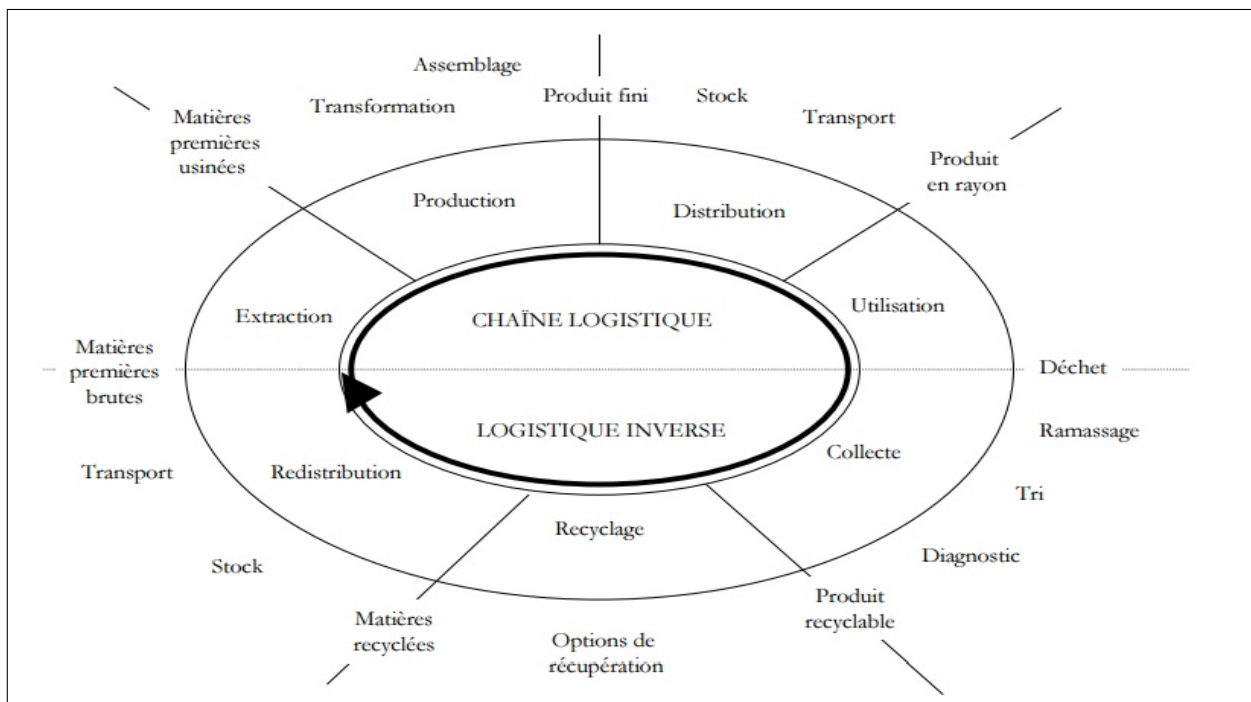 Assemblage
Transformation
Produit fini
Stock
Transport
Matières
premières
usinées
Produit
en rayon
Production
Distribution
Extraction
CHAÎNE LOGISTIQUE
Utilisation
Matières
premières
brutes
Déchet
LOGISTIQUE INVERSE
Ramassage
Collecte
Transport
Redistribution
Tri
Recyclage
Diagnostic
Stock
Produit
recyclable
Matières
recyclées
Options de
récupération